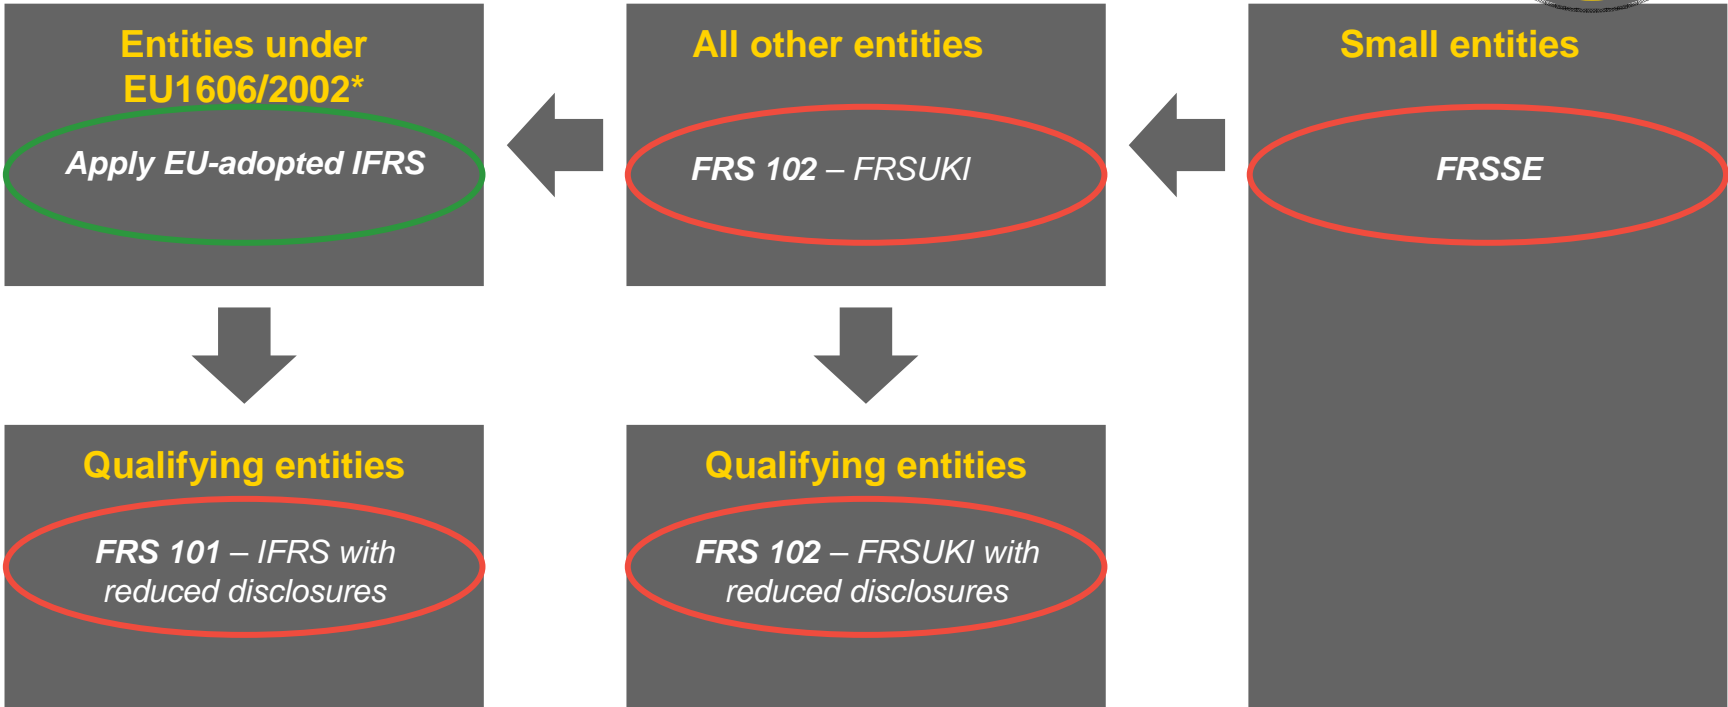 Entities under
EU1606/2002*
Apply EU-adopted IFRS
All other entities
FRS 102 – FRSUKI
Small entities
FRSSE
Qualifying entities
FRS 101 – IFRS with
reduced disclosures
Qualifying entities
FRS 102 – FRSUKI with
reduced disclosures